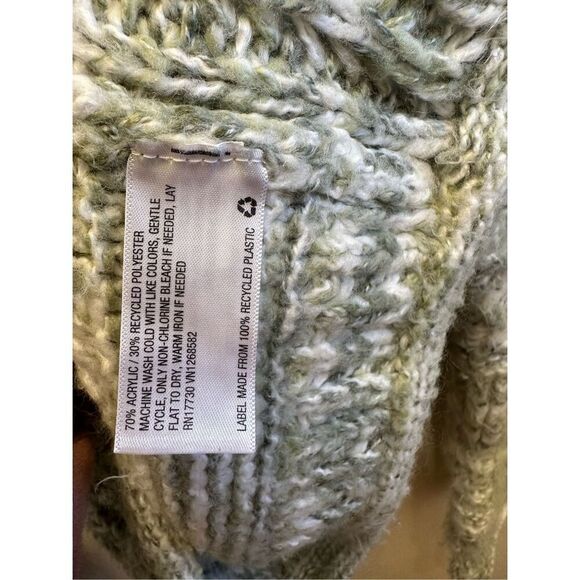 70% ACRYLIC / 30% RECYCLED POLYESTER
MACHINE WASH COLD WITH LIKE COLORS, GENTLE
CYCLE, ONLY NON-CHLORINE BLEACH IF NEEDED, LAY
FLAT TO DRY, WARM IRON IF NEEDED
RN17730 VN1268582
LABEL MADE FROM 100% RECYCLED PLASTIC